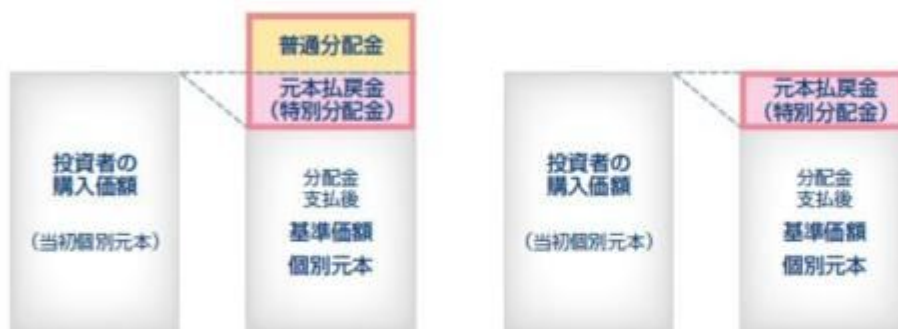 普通分配金
元本払戻金
（特別分配金）
投資者の
購入価額
（当初個別元本）
分配金
支払後
基準価額
個別元本
元本払戻金
（特別分配金）
投資者の
購入価額
（当初個別元本）
分配金
支払後
基準価額
個別元本